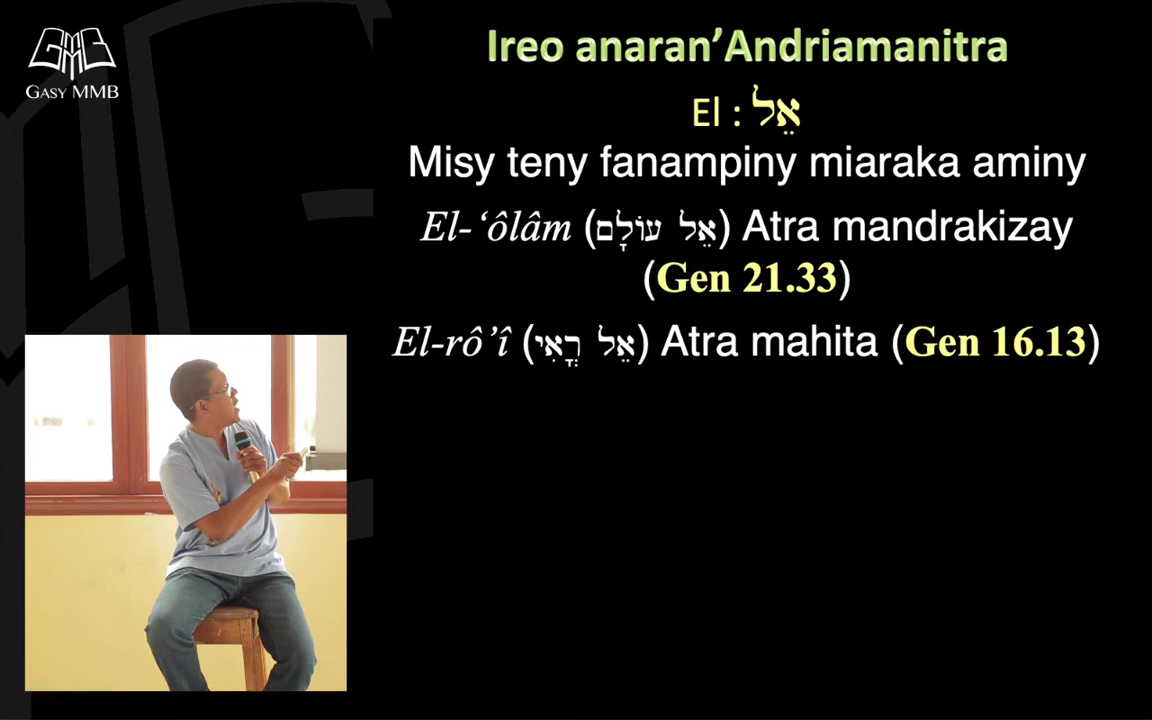 GMMB
GASY MMB
Ireo anaran’Andriamanitra
El : אֵל
Misy teny fanampiny miaraka aminy
El-‘ôlâm (אֵל עוֹלָם) Atra mandrakizay
(Gen 21.33)
El-rô’î (אֵל רֳאִי) Atra mahita (Gen 16.13)